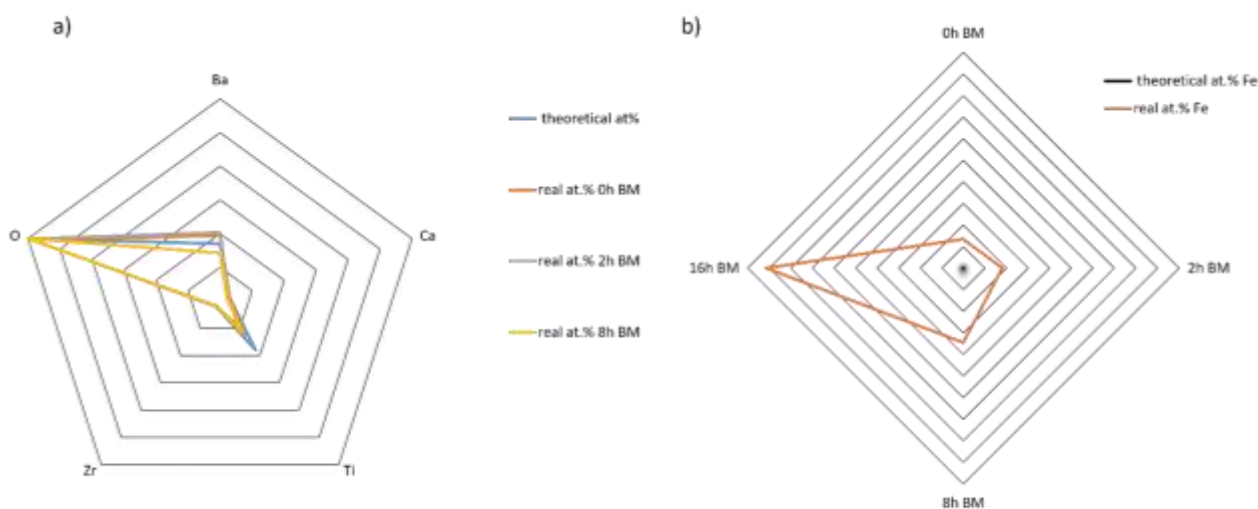 a)
Ba
Ca
Ti
Zr
O
theoretical at%
real at.% 0h BM
real at.% 2h BM
real at.% 8h BM
b)
0h BM
2h BM
8h BM
16h BM
theoretical at.% Fe
real at.% Fe